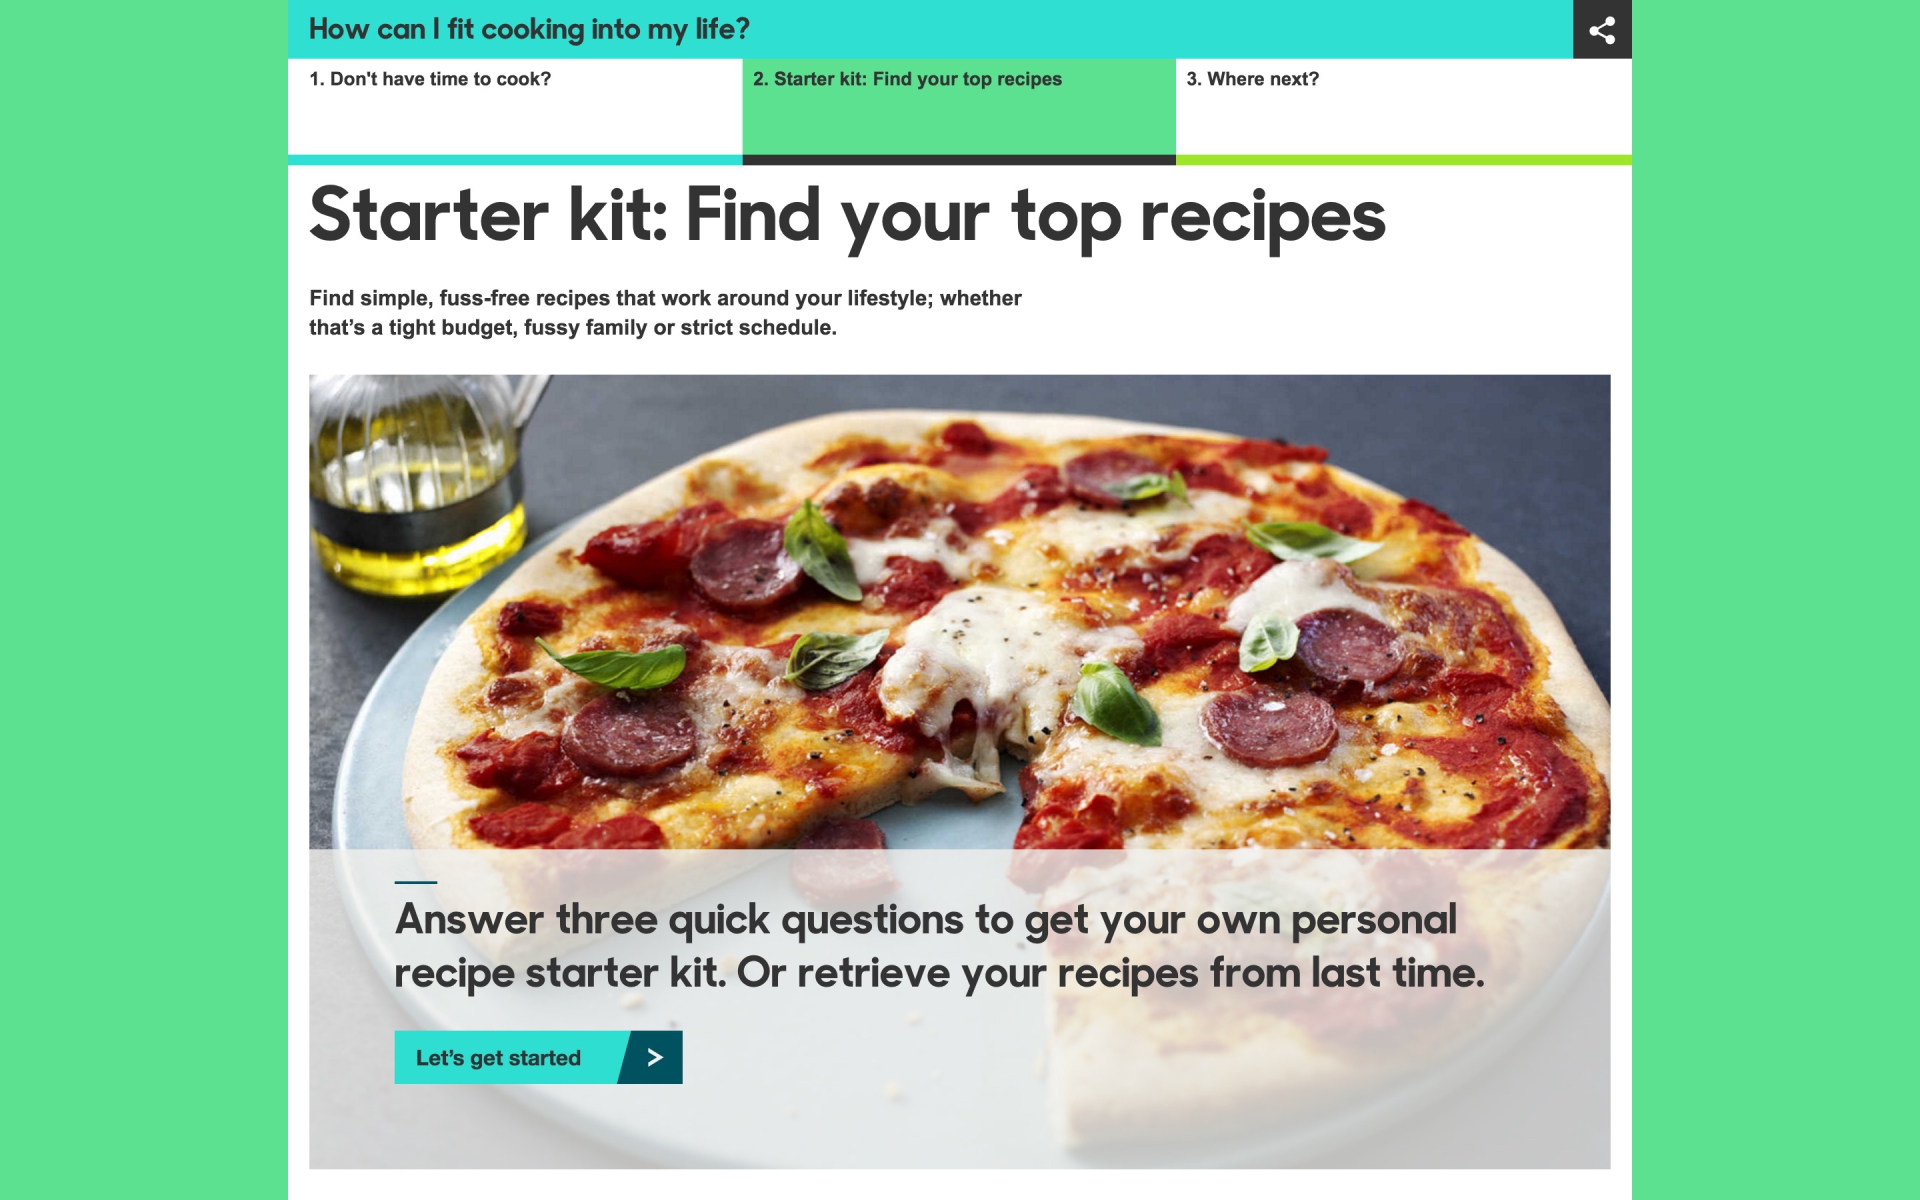 How can I fit cooking into my life?
1. Don't have time to cook?
2. Starter kit: Find your top recipes
3. Where next?
Starter kit: Find your top recipes
Find simple, fuss-free recipes that work around your lifestyle; whether
that’s a tight budget, fussy family or strict schedule.
Answer three quick questions to get your own personal
recipe starter kit. Or retrieve your recipes from last time.
Let’s get started >